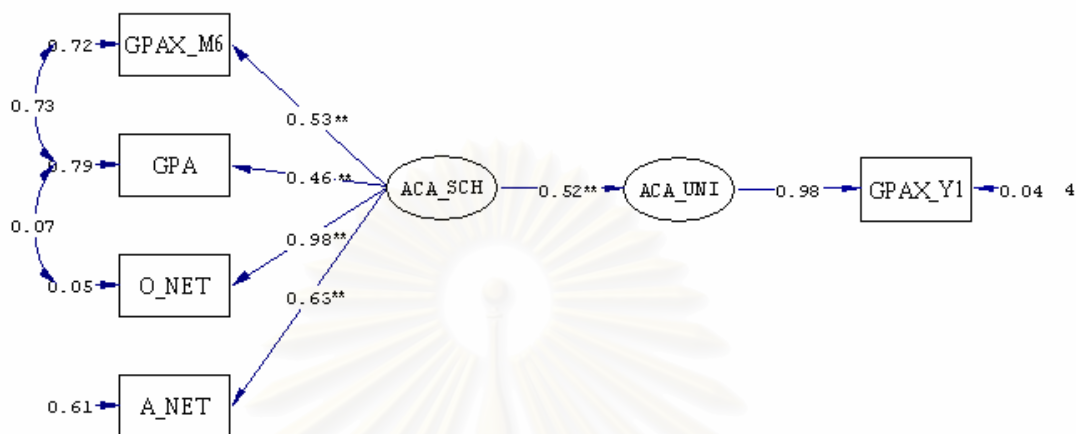 0.72 GPAX_M6
0.73
0.53**
0.79 GPA
0.46**
ACA_SCH 0.52** ACA_UNI 0.98 GPAX_Y1 0.04 4
0.07
0.98**
0.05 O_NET
0.63**
0.61 A_NET